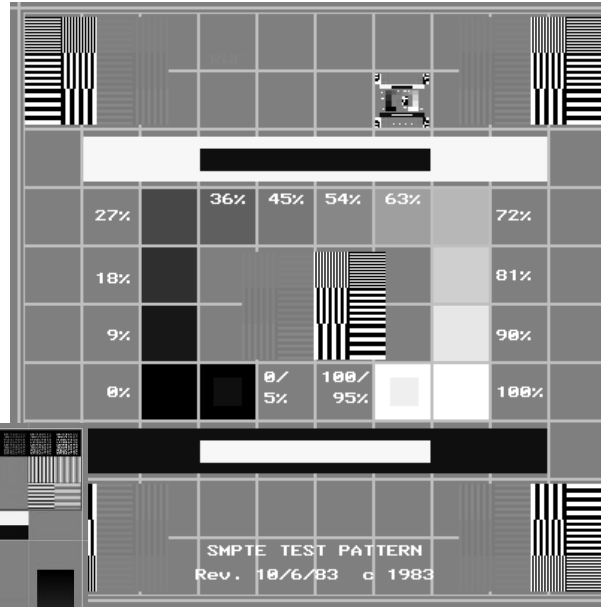 36% 45% 54% 63%
27% 72%
18% 81%
9% 90%
0% 0/ 100/ 100%
5% 95%
SMPTE TEST PATTERN
Rev. 10/6/83 c 1983